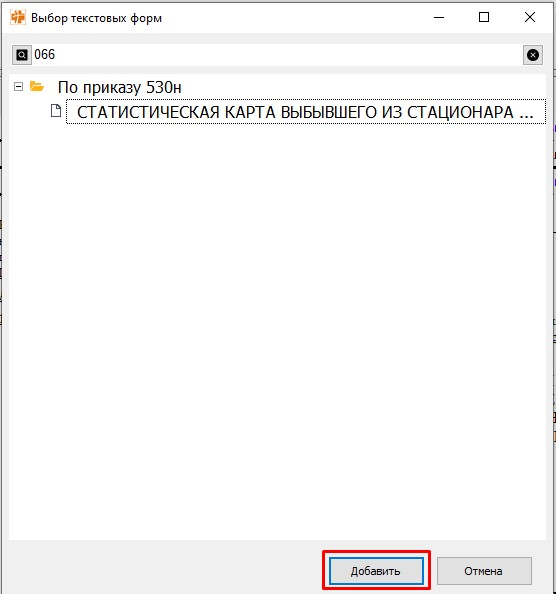 Выбор текстовых форм
066
По приказу 530н
СТАТИСТИЧЕСКАЯ КАРТА ВЫБЫВШЕГО ИЗ СТАЦИОНАРА ...
Добавить
Отмена